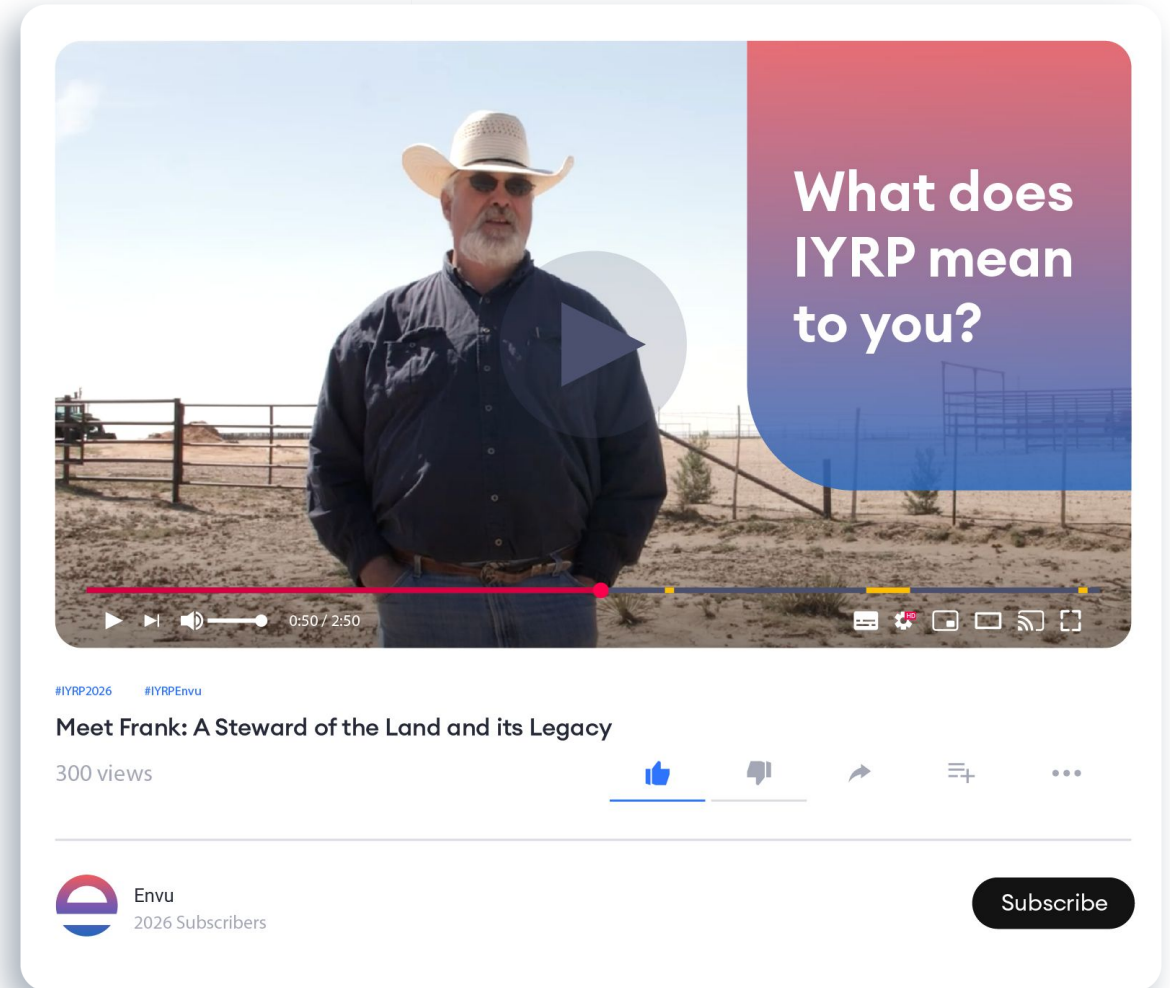 What does
IYRP mean
to you?
0:50 / 2:50
HD
#IYRP2026 #IYRPEnvu
Meet Frank: A Steward of the Land and its Legacy
300 views
Envu
2026 Subscribers
Subscribe